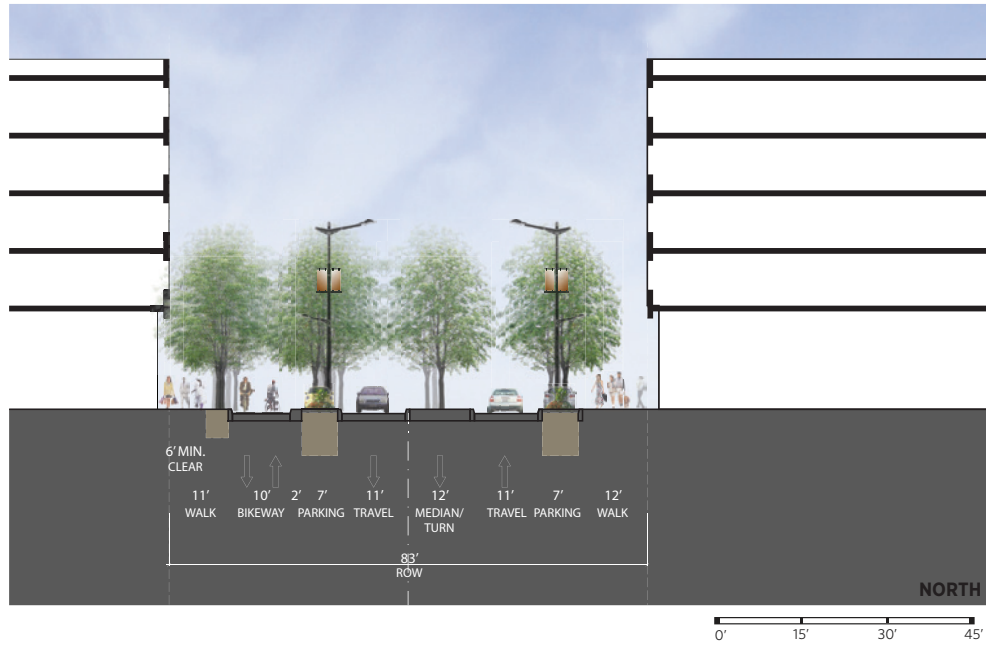 6' MIN.
CLEAR
11' 10' 2' 7' 11' 12' 11' 7' 12'
WALK BIKEWAY PARKING TRAVEL MEDIAN/ TRAVEL PARKING WALK
TURN
83'
ROW
NORTH
0' 15' 30' 45'